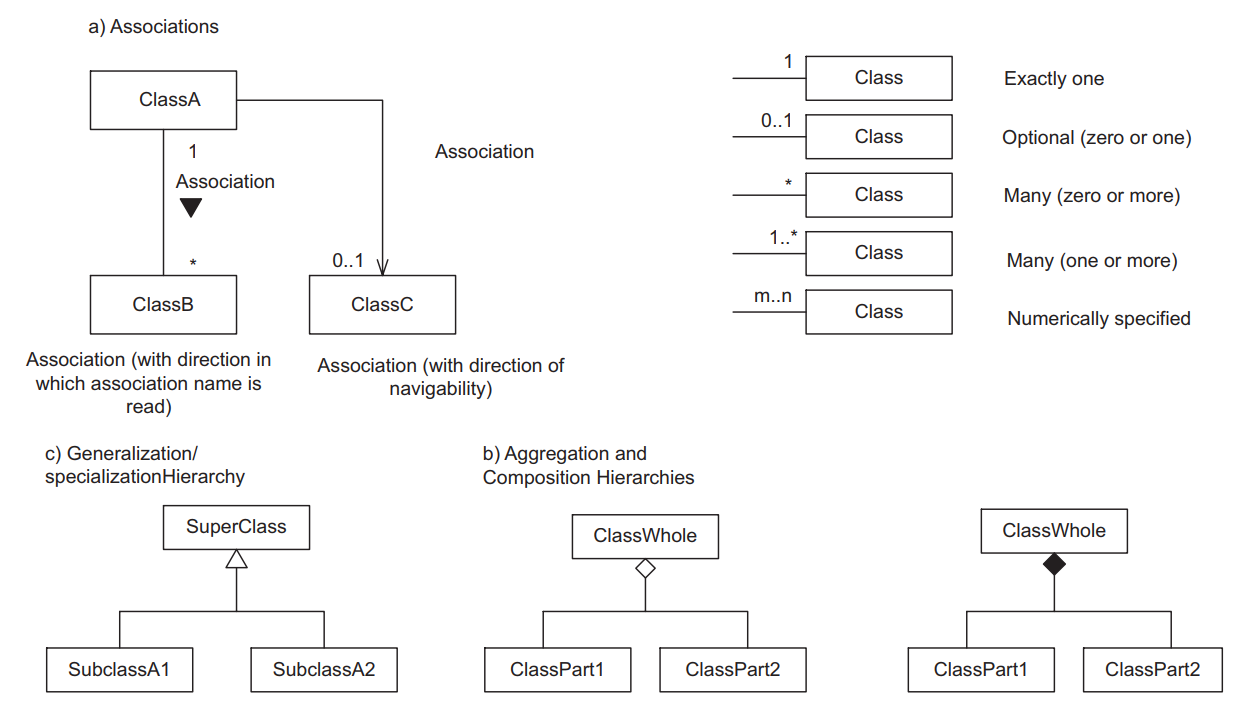 a) Associations
ClassA
1
Association
*
ClassB
Association (with direction in
which association name is
read)
Association
0..1
ClassC
Association (with direction of
navigability)
1
Class
Exactly one
0..1
Class
Optional (zero or one)
*
Class
Many (zero or more)
1..*
Class
Many (one or more)
m..n
Class
Numerically specified
c) Generalization/
specializationHierarchy
SuperClass
SubclassA1
SubclassA2
b) Aggregation and
Composition Hierarchies
ClassWhole
ClassPart1
ClassPart2
ClassWhole
ClassPart1
ClassPart2